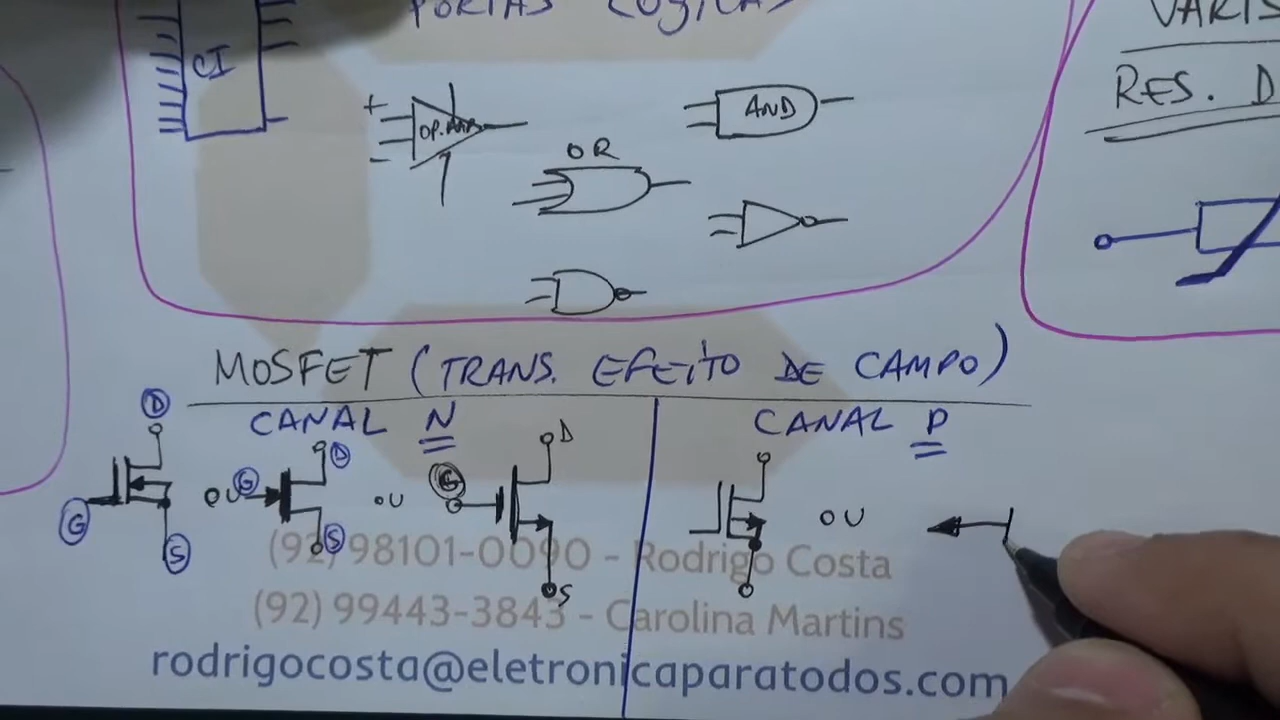 PORTAS LÓGICAS
CI
+
OP.AMP
-
OR
AND
RES. D
MOSFET (TRANS. EFEITO DE CAMPO)
CANAL N
CANAL P
D
G
S
OU
G
D
S
OU
G
D
S
OU
(92) 98101-0090 - Rodrigo Costa
(92) 99443-3843 - Carolina Martins
rodrigocosta@eletronicaparatodos.com